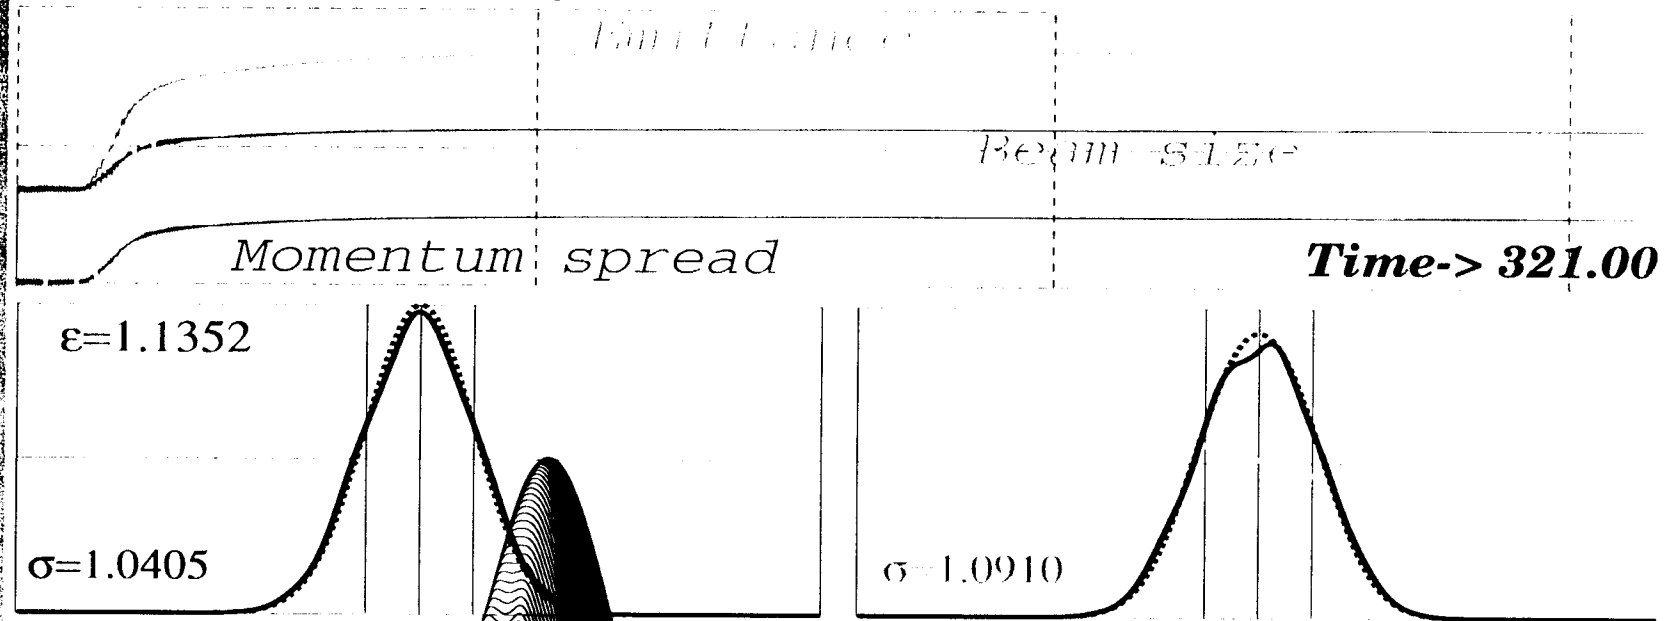 Emittance
Beam size
Momentum spread
Time-> 321.00
ε=1.1352
σ=1.0405
σ=1.0910